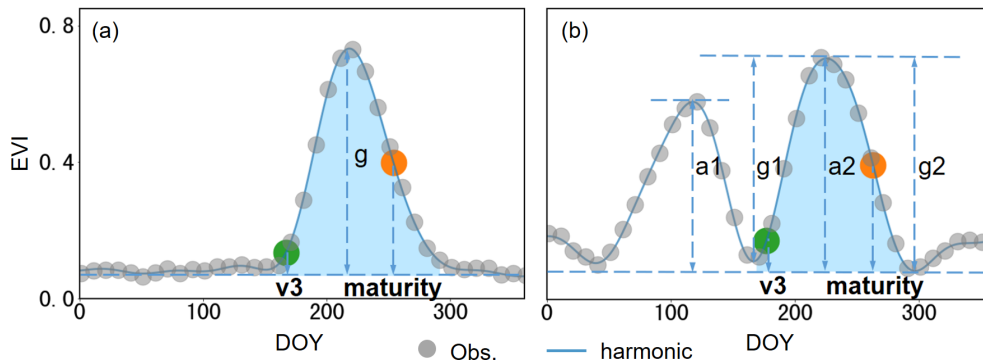 (a)
(b)
0.8
0.4
0.0
EVI
g
a1
g1
a2
g2
v3
maturity
v3
maturity
0
100
200
300
0
100
200
300
DOY
DOY
Obs.
harmonic